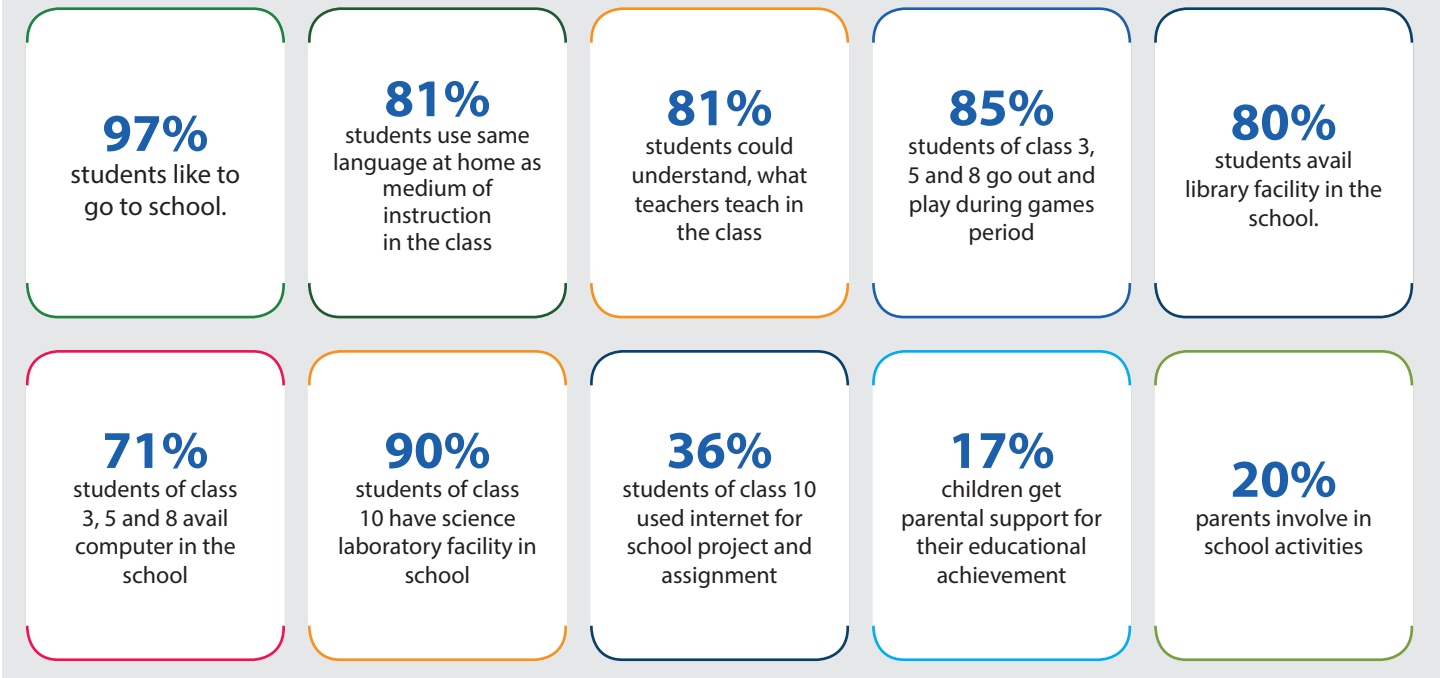 97%
students like to
go to school.
81%
students use same
language at home as
medium of
instruction
in the class
81%
students could
understand, what
teachers teach in
the class
85%
students of class 3,
5 and 8 go out and
play during games
period
80%
students avail
library facility in the
school.
71%
students of class
3, 5 and 8 avail
computer in the
school
90%
students of class
10 have science
laboratory facility in
school
36%
students of class 10
used internet for
school project and
assignment
17%
children get
parental support for
their educational
achievement
20%
parents involve in
school activities